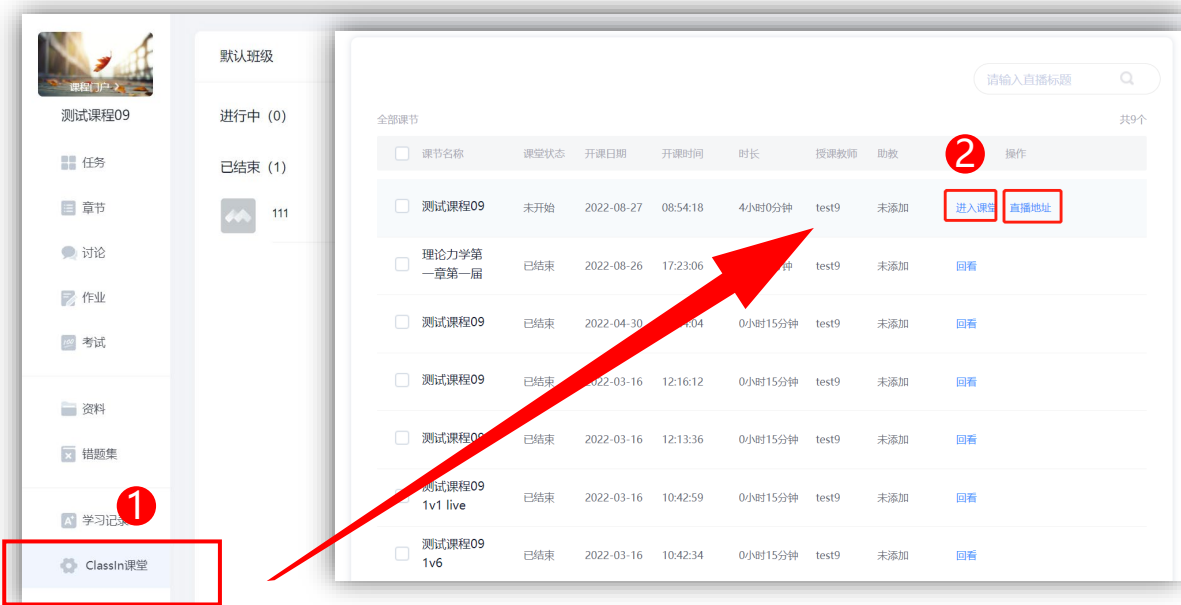 课程门户
测试课程09
任务
章节
讨论
作业
考试
资料
错题集
1
学习记录
ClassIn课堂
默认班级
进行中（0）
已结束（1）
111
请输入直播标题
全部课节 共9个
课节名称 课堂状态 开课日期 开课时间 时长 授课教师 助教 2 操作
测试课程09 未开始 2022-08-27 08:54:18 4小时0分钟 test9 未添加 进入课堂 直播地址
理论力学第
一章第一届 已结束 2022-08-26 17:23:06 钟 test9 未添加 回看
测试课程09 已结束 2022-04-30 :04 0小时15分钟 test9 未添加 回看
测试课程09 已结束 2022-03-16 12:16:12 0小时15分钟 test9 未添加 回看
测试课程09 已结束 2022-03-16 12:13:36 0小时15分钟 test9 未添加 回看
测试课程09
1v1 live 已结束 2022-03-16 10:42:59 0小时15分钟 test9 未添加 回看
测试课程09
1v6 已结束 2022-03-16 10:42:34 0小时15分钟 test9 未添加 回看